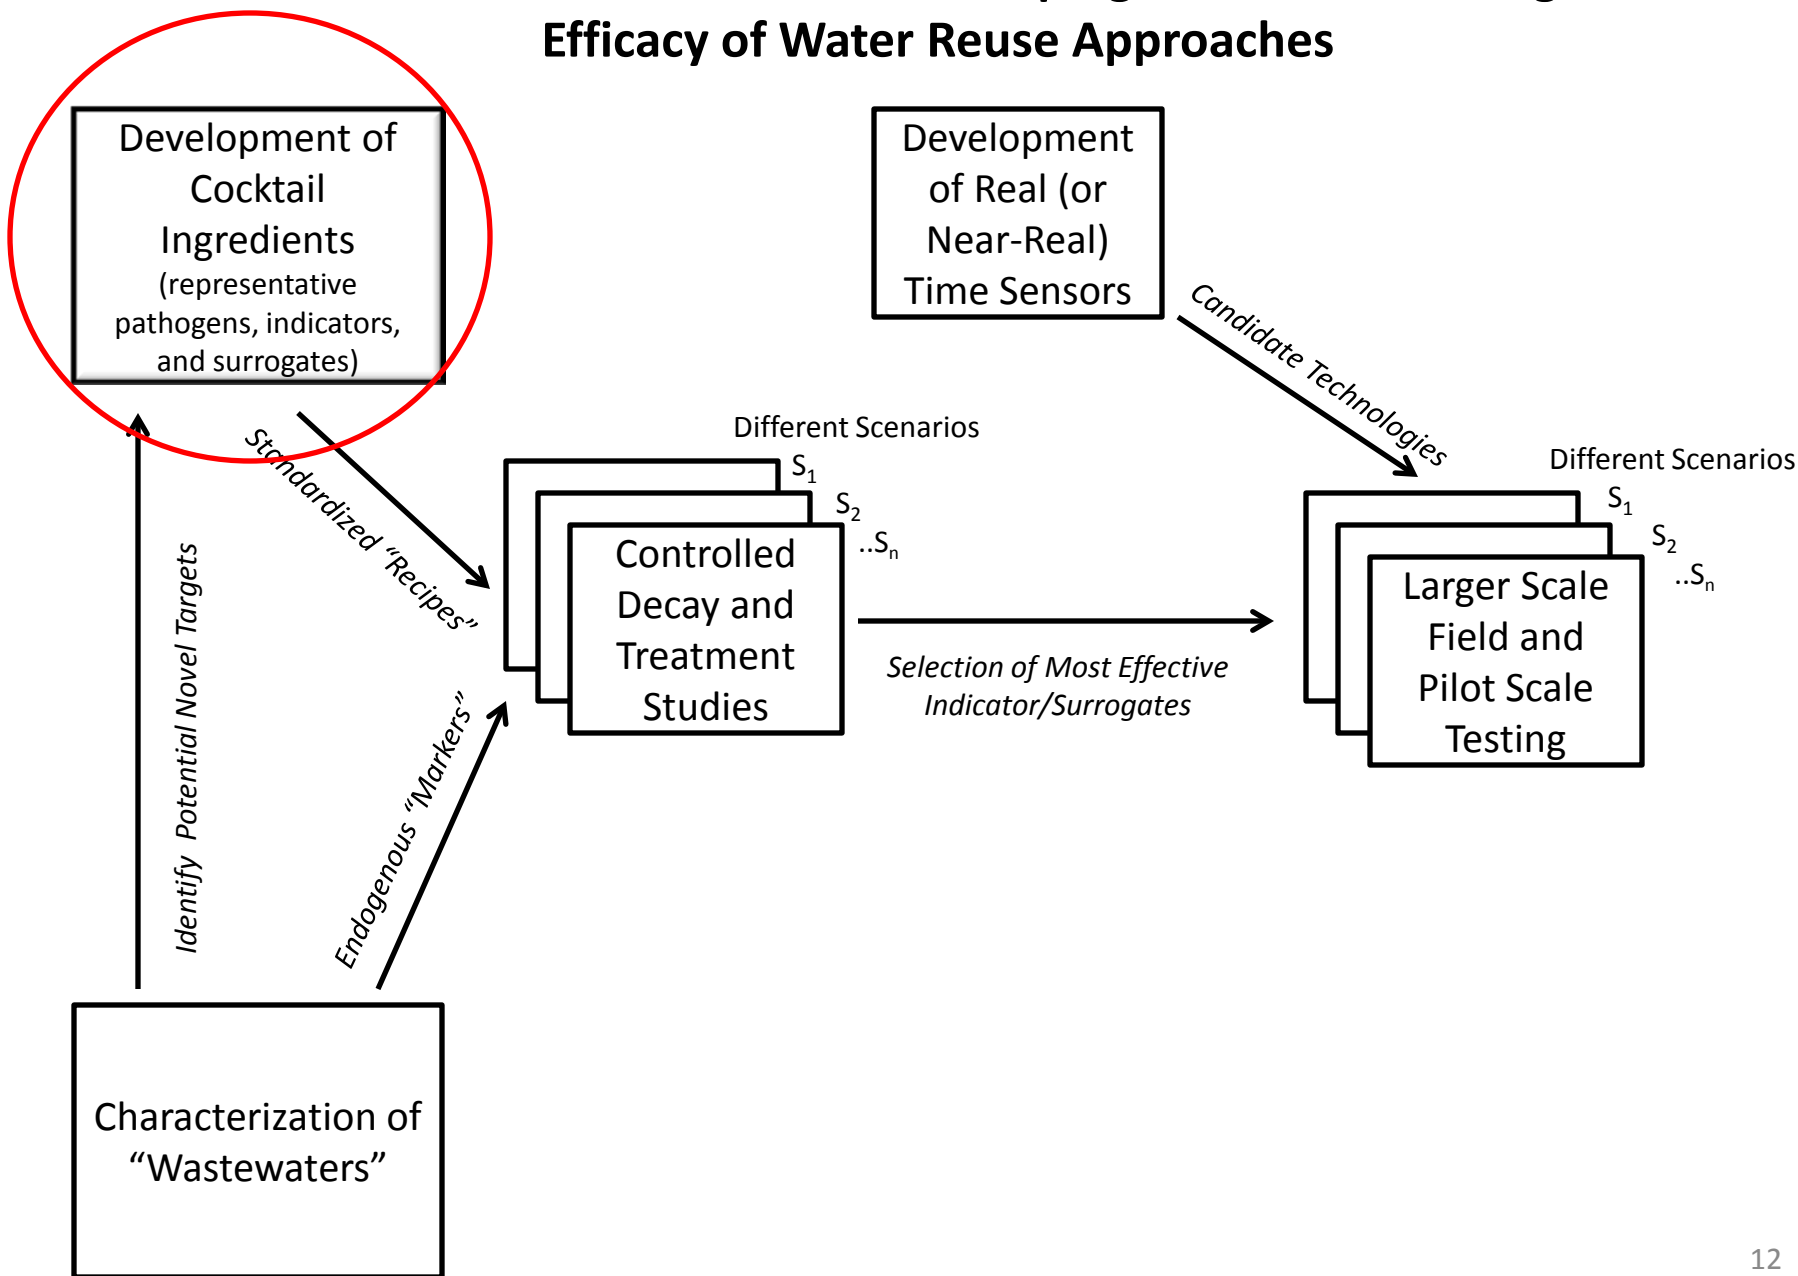 Efficacy of Water Reuse Approaches
Development of
Cocktail
Ingredients
(representative
pathogens, indicators,
and surrogates)
Development
of Real (or
Near-Real)
Time Sensors
Candidate Technologies
Standardized “Recipes”
Different Scenarios
S1
S2
..Sn
Controlled
Decay and
Treatment
Studies
Different Scenarios
S1
S2
..Sn
Larger Scale
Field and
Pilot Scale
Testing
Selection of Most Effective
Indicator/Surrogates
Identify Potential Novel Targets
Endogenous “Markers”
Characterization of
“Wastewaters”
12